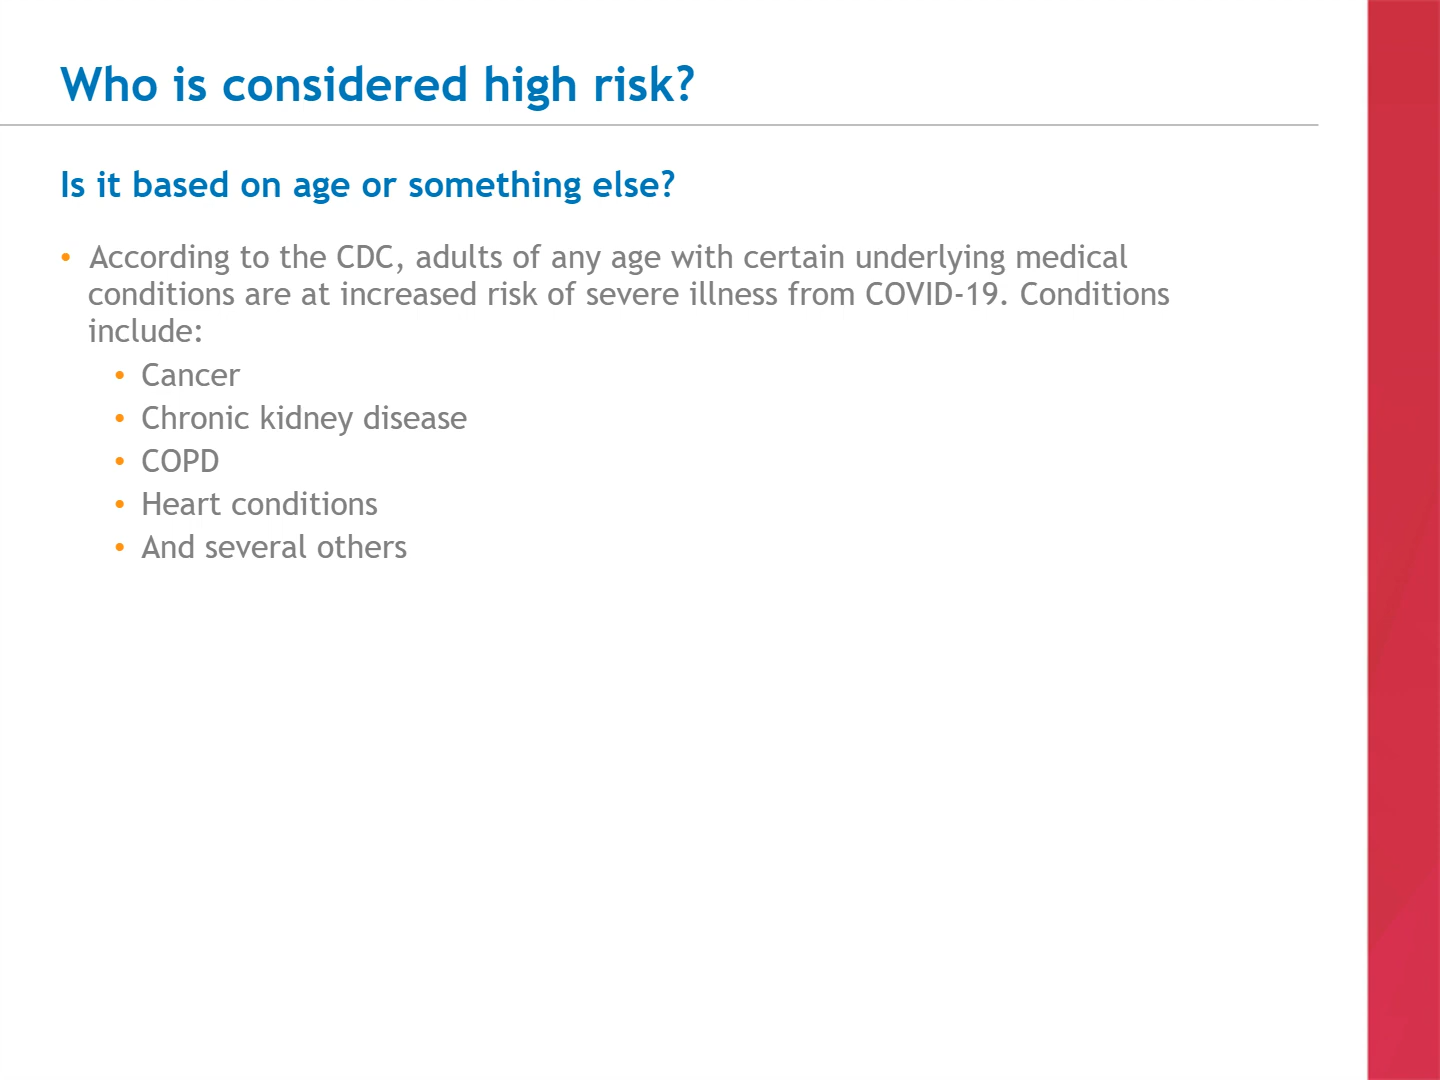 Who is considered high risk?
Is it based on age or something else?
• According to the CDC, adults of any age with certain underlying medical
conditions are at increased risk of severe illness from COVID-19. Conditions
include:
• Cancer
• Chronic kidney disease
• COPD
• Heart conditions
• And several others